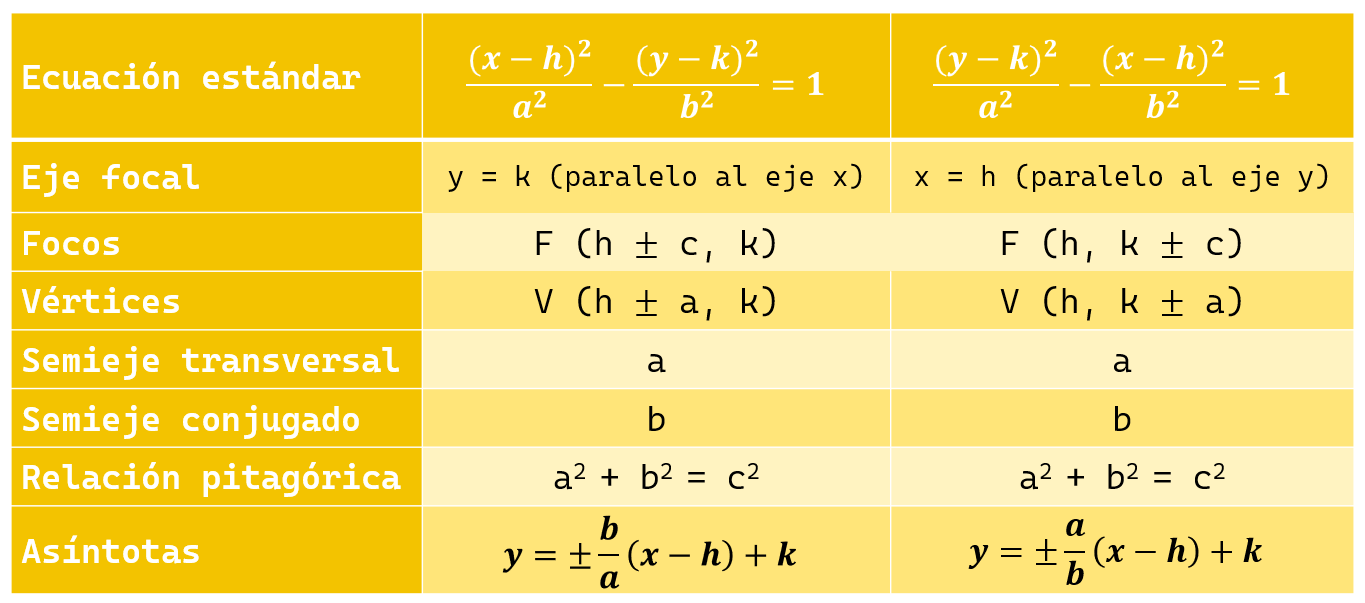 Ecuación estándar (x − h)²/a² − (y − k)²/b² = 1 (y − k)²/a² − (x − h)²/b² = 1
Eje focal y = k (paralelo al eje x) x = h (paralelo al eje y)
Focos F (h ± c, k) F (h, k ± c)
Vértices V (h ± a, k) V (h, k ± a)
Semieje transversal a a
Semieje conjugado b b
Relación pitagórica a² + b² = c² a² + b² = c²
Asíntotas y = ± b/a (x − h) + k y = ± a/b (x − h) + k